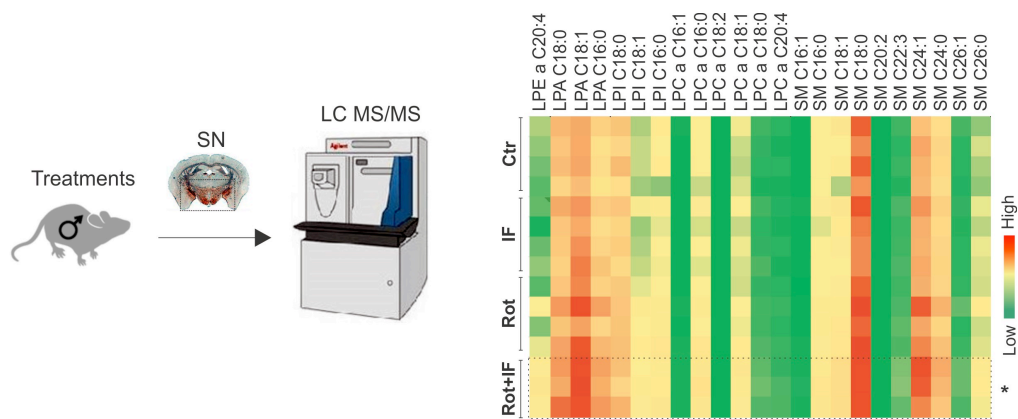 Treatments
SN
LC MS/MS
Agilent
LPE a C20:4
LPA C18:0
LPA C18:1
LPA C16:0
LPI C18:0
LPI C18:1
LPI C16:0
LPC a C16:1
LPC a C16:0
LPC a C18:2
LPC a C18:1
LPC a C18:0
LPC a C20:4
SM C16:1
SM C16:0
SM C18:1
SM C18:0
SM C20:2
SM C22:3
SM C24:1
SM C24:0
SM C26:1
SM C26:0
Ctr
IF
Rot
Rot+IF
High
Low
*